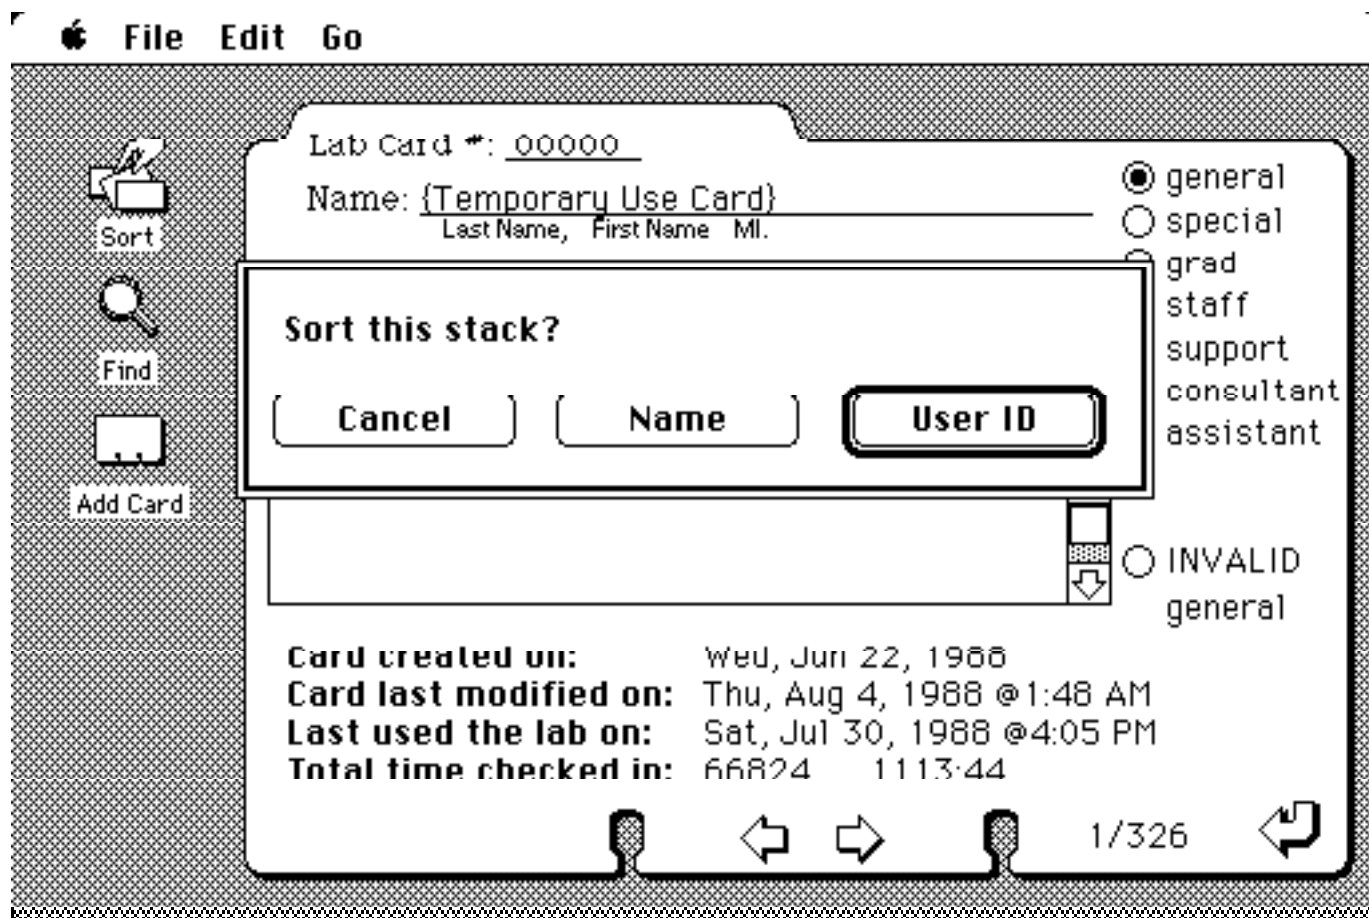 File Edit Go
Lab Card #: 00000
Name: {Temporary Use Card}
Last Name, First Name MI.
Sort
Find
Add Card
general
special
grad
staff
support
consultant
assistant
Sort this stack?
Cancel Name User ID
INVALID
general
Card created on: Wed, Jun 22, 1988
Card last modified on: Thu, Aug 4, 1988 @1:48 AM
Last used the lab on: Sat, Jul 30, 1988 @4:05 PM
Total time checked in: 66824 1113:44
1/326